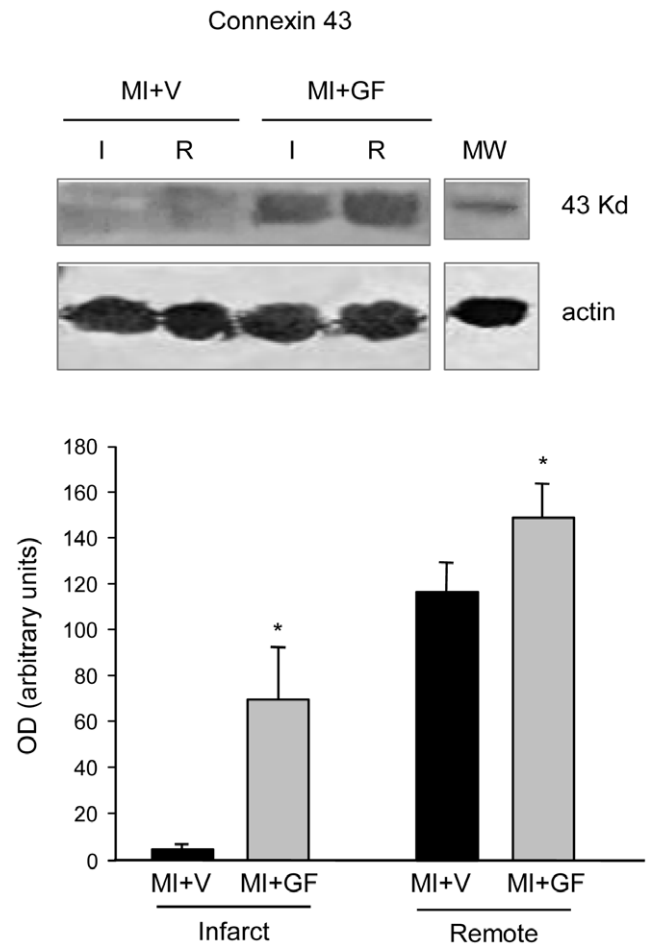 Connexin 43
MI+V MI+GF
I R I R MW
43 Kd
actin
180
160
140
120
100
80
60
40
20
0
OD (arbitrary units)
*
*
MI+V MI+GF MI+V MI+GF
Infarct Remote